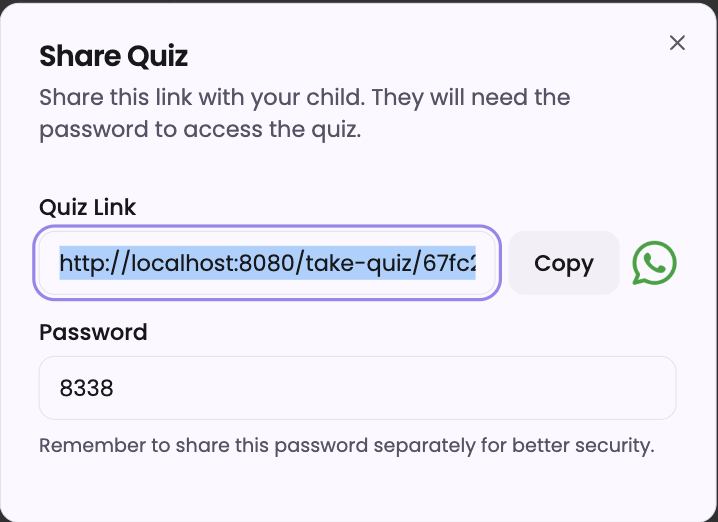 Share Quiz
Share this link with your child. They will need the
password to access the quiz.
Quiz Link
http://localhost:8080/take-quiz/67fc2
Copy
Password
8338
Remember to share this password separately for better security.